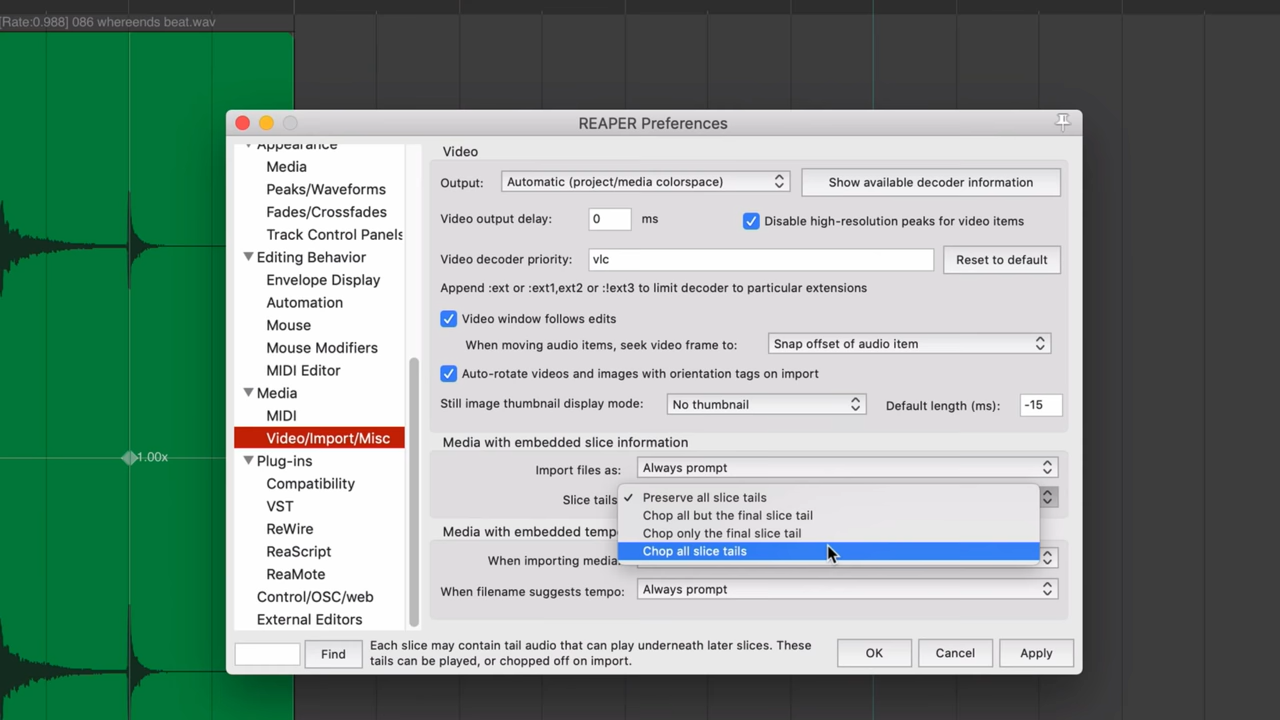 [Rate:0.988] 086 whereends beat.wav
REAPER Preferences
Appearance
Media
Peaks/Waveforms
Fades/Crossfades
Track Control Panels
Editing Behavior
Envelope Display
Automation
Mouse
Mouse Modifiers
MIDI Editor
Media
MIDI
Video/Import/Misc
Plug-ins
Compatibility
VST
ReWire
ReaScript
ReaMote
Control/OSC/web
External Editors
Find
1.00x
Video
Output: Automatic (project/media colorspace) Show available decoder information
Video output delay: 0 ms Disable high-resolution peaks for video items
Video decoder priority: vlc Reset to default
Append :ext or :ext1,ext2 or :!ext3 to limit decoder to particular extensions
Video window follows edits
When moving audio items, seek video frame to: Snap offset of audio item
Auto-rotate videos and images with orientation tags on import
Still image thumbnail display mode: No thumbnail Default length (ms): -15
Media with embedded slice information
Import files as: Always prompt
Slice tails
Preserve all slice tails
Chop all but the final slice tail
Chop only the final slice tail
Chop all slice tails
Media with embedded temp
When importing media:
When filename suggests tempo: Always prompt
Each slice may contain tail audio that can play underneath later slices. These
tails can be played, or chopped off on import.
OK Cancel Apply